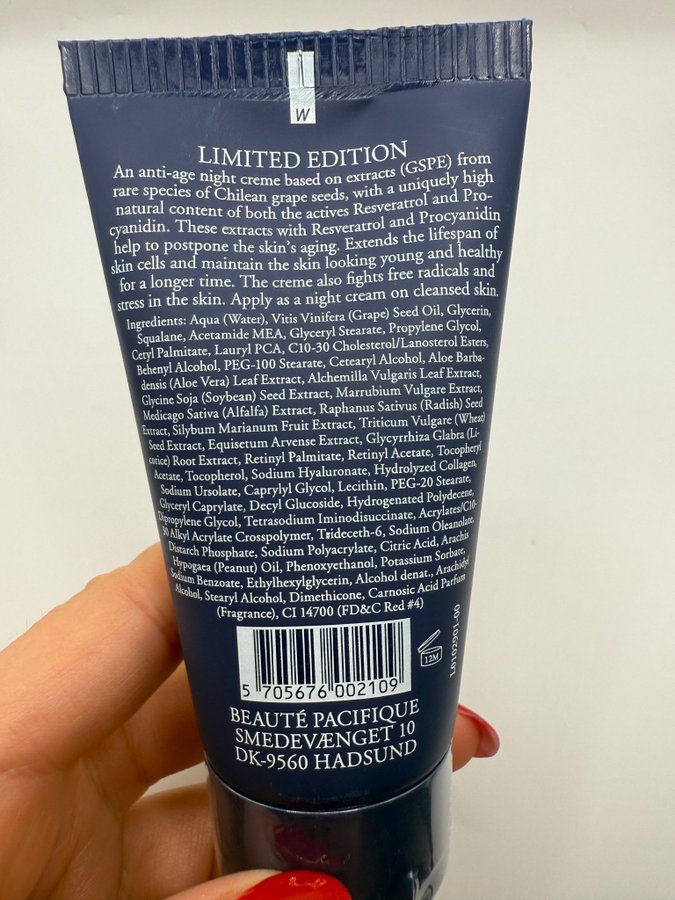 W
LIMITED EDITION
An anti-age night creme based on extracts (GSPE) from
rare species of Chilean grape seeds, with a uniquely high
natural content of both the actives Resveratrol and Pro-
cyanidin. These extracts with Resveratrol and Procyanidin
help to postpone the skin's aging. Extends the lifespan of
skin cells and maintain the skin looking young and healthy
for a longer time. The creme also fights free radicals and
stress in the skin. Apply as a night cream on cleansed skin.
Ingredients: Aqua (Water), Vitis Vinifera (Grape) Seed Oil, Glycerin,
Squalane, Acetamide MEA, Glyceryl Stearate, Propylene Glycol,
Cetyl Palmitate, Lauryl PCA, C10-30 Cholesterol/Lanosterol Esters,
Behenyl Alcohol, PEG-100 Stearate, Cetearyl Alcohol, Aloe Barba-
densis (Aloe Vera) Leaf Extract, Alchemilla Vulgaris Leaf Extract,
Glycine Soja (Soybean) Seed Extract, Marrubium Vulgare Extract,
Medicago Sativa (Alfalfa) Extract, Raphanus Sativus (Radish) Seed
Extract, Silybum Marianum Fruit Extract, Triticum Vulgare (Wheat)
Seed Extract, Equisetum Arvense Extract, Glycyrrhiza Glabra (Li-
corice) Root Extract, Retinyl Palmitate, Retinyl Acetate, Tocopheryl
Acetate, Tocopherol, Sodium Hyaluronate, Hydrolyzed Collagen,
Sodium Ursolate, Caprylyl Glycol, Lecithin, PEG-20 Stearate,
Glyceryl Caprylate, Decyl Glucoside, Hydrogenated Polydecene,
Dipropylene Glycol, Tetrasodium Iminodisuccinate, Acrylates/C10-
30 Alkyl Acrylate Crosspolymer, Trideceth-6, Sodium Oleanolate,
Distarch Phosphate, Sodium Polyacrylate, Citric Acid, Arachis
Hypogaea (Peanut) Oil, Phenoxyethanol, Potassium Sorbate,
Sodium Benzoate, Ethylhexylglycerin, Alcohol denat., Arachidyl
Alcohol, Stearyl Alcohol, Dimethicone, Carnosic Acid Parfum
(Fragrance), CI 14700 (FD&C Red #4)
5 705676 002109
12M
L0102901-00
BEAUTÉ PACIFIQUE
SMEDEVÆNGET 10
DK-9560 HADSUND